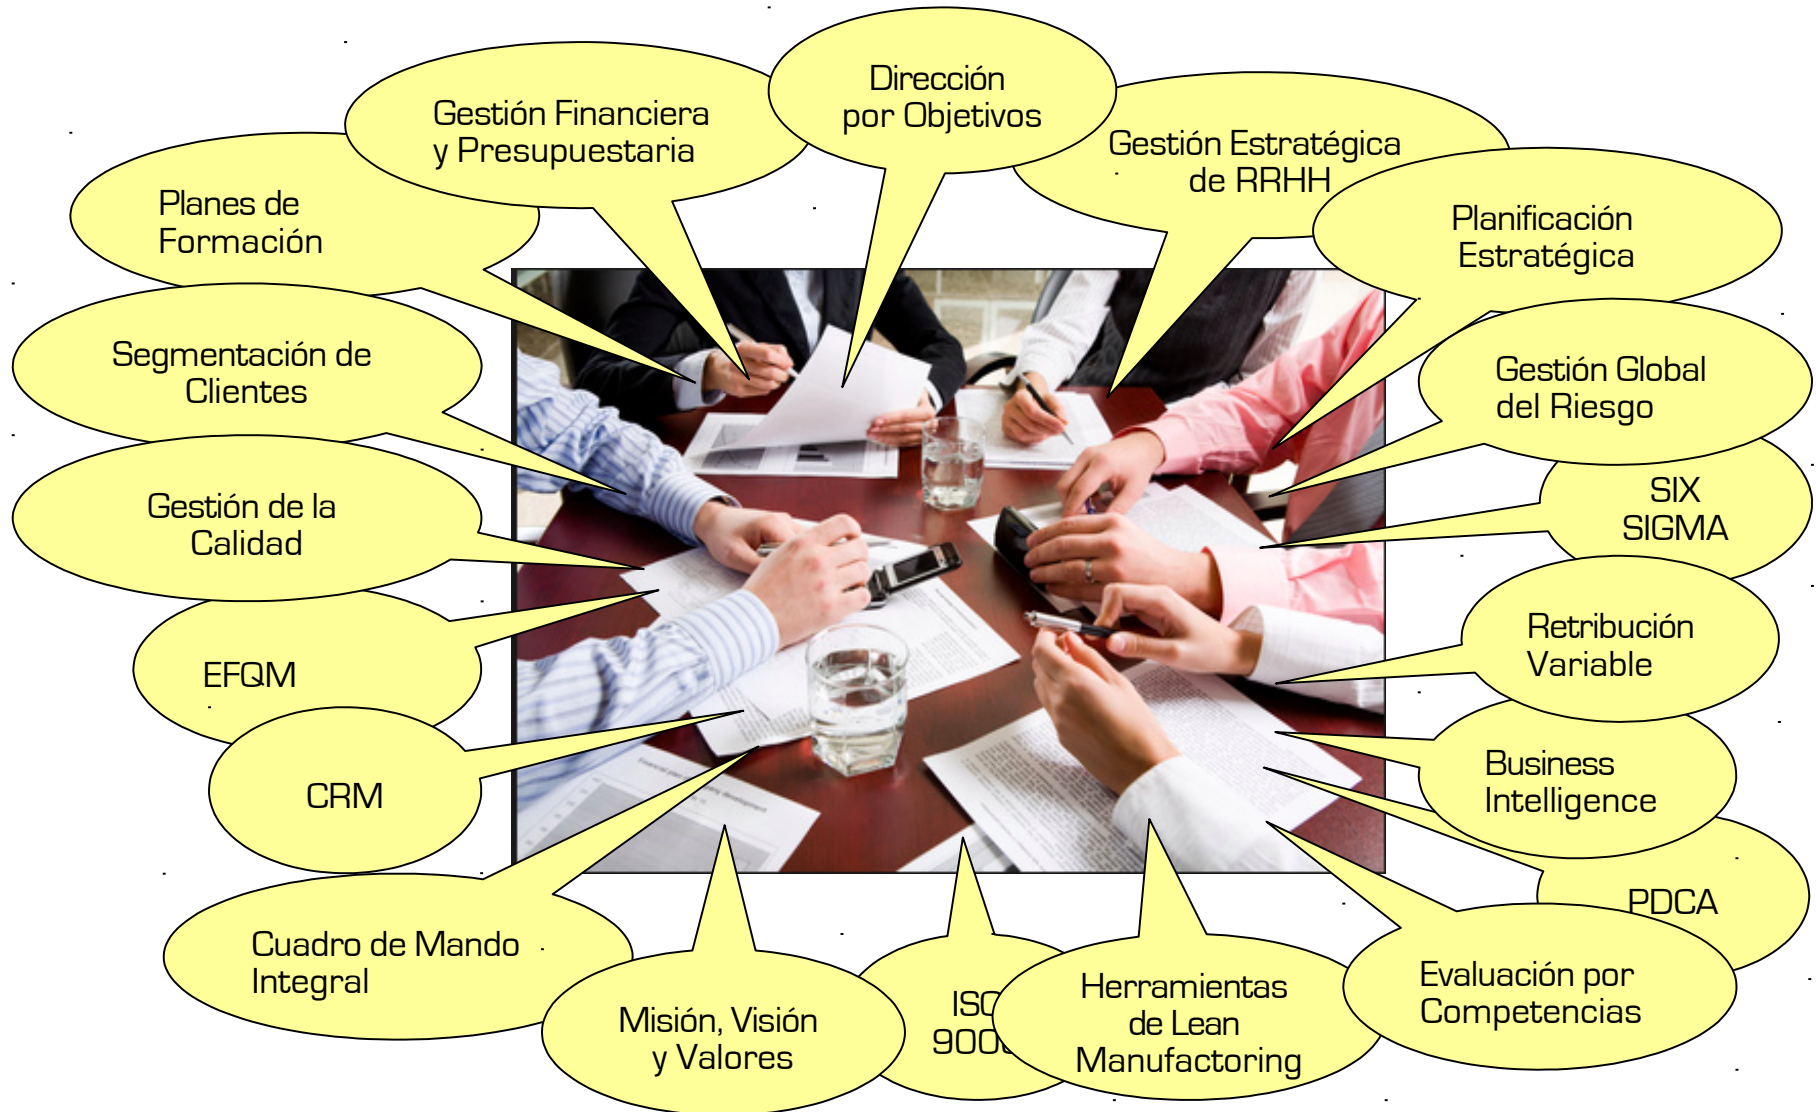 Dirección
por Objetivos
Gestión Financiera
y Presupuestaria
Gestión Estratégica
de RRHH
Planes de
Formación
Planificación
Estratégica
Segmentación de
Clientes
Gestión Global
del Riesgo
Gestión de la
Calidad
SIX
SIGMA
EFQM
Retribución
Variable
CRM
Business
Intelligence
PDCA
Cuadro de Mando
Integral
Evaluación por
Competencias
Misión, Visión
y Valores
Herramientas
de Lean
Manufactoring